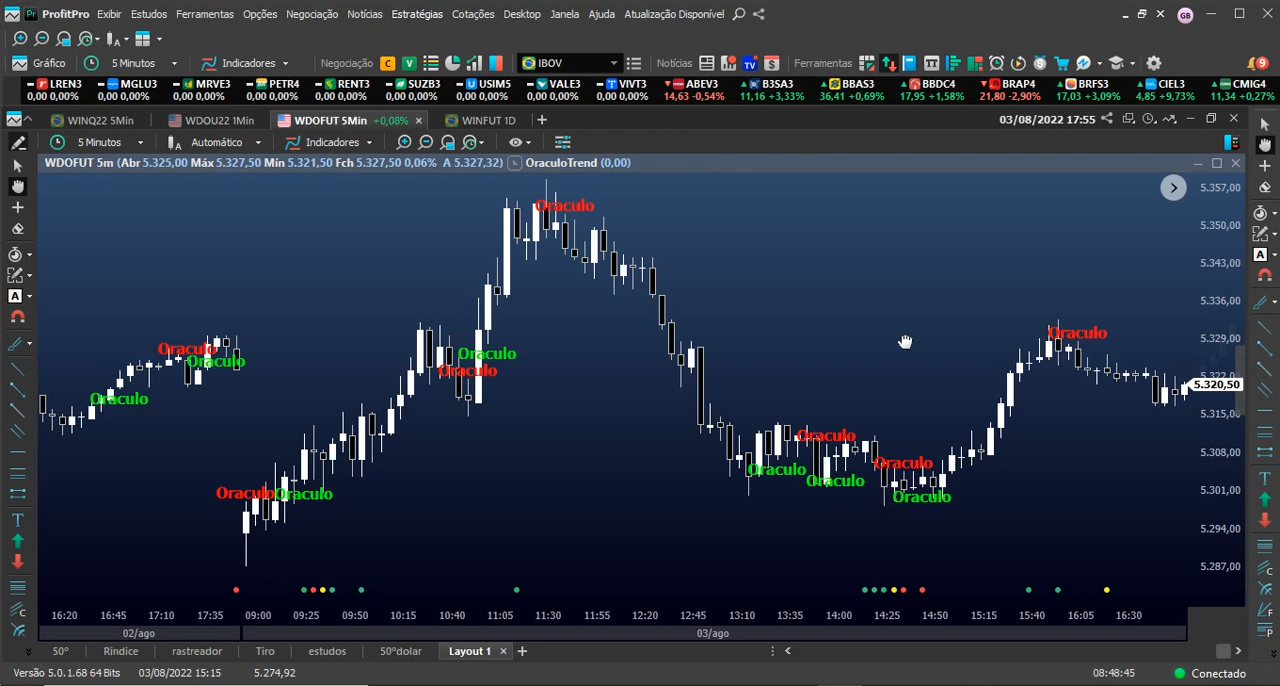 Pr ProfitPro Exibir Estudos Ferramentas Opções Negociação Notícias Estratégias Cotações Desktop Janela Ajuda Atualização Disponível GB
Gráfico 5 Minutos Indicadores Negociação C V IBOV Notícias TV Ferramentas 9
LREN3 MGLU3 MRVE3 PETR4 RENT3 SUZB3 USIM5 VALE3 VIVT3 ABEV3 B3SA3 BBAS3 BBDC4 BRAP4 BRFS3 CIEL3 CMIG4
0,00 0,00% 0,00 0,00% 0,00 0,00% 0,00 0,00% 0,00 0,00% 0,00 0,00% 0,00 0,00% 0,00 0,00% 0,00 0,00% 14,63 -0,54% 11,16 +3,33% 36,41 +0,69% 17,95 +1,58% 21,80 -2,90% 17,03 +3,09% 4,85 +9,73% 11,34 +0,27%
WINQ22 5Min WDOU22 1Min WDOFUT 5Min +0,08% WINFUT 1D 03/08/2022 17:55
5 Minutos Automático Indicadores
WDOFUT 5m (Abr 5.325,00 Máx 5.327,50 Mín 5.321,50 Fch 5.327,50 0,06% A 5.327,32) OraculoTrend (0,00)
5.357,00
Oraculo
5.350,00
5.343,00
5.336,00
Oraculo
5.329,00
Oraculo
Oraculo
Oraculo
Oraculo
5.322,00
5.320,50
Oraculo
5.315,00
Oraculo
5.308,00
Oraculo
Oraculo
Oraculo
5.301,00
Oraculo
Oraculo
Oraculo
5.294,00
5.287,00
16:20 16:45 17:10 17:35 09:00 09:25 09:50 10:15 10:40 11:05 11:30 11:55 12:20 12:45 13:10 13:35 14:00 14:25 14:50 15:15 15:40 16:05 16:30
02/ago 03/ago
50º Rindice rastreador Tiro estudos 50ºdolar Layout 1
Versão 5.0.1.68 64 Bits 03/08/2022 15:15 5.274,92 08:48:45 Conectado